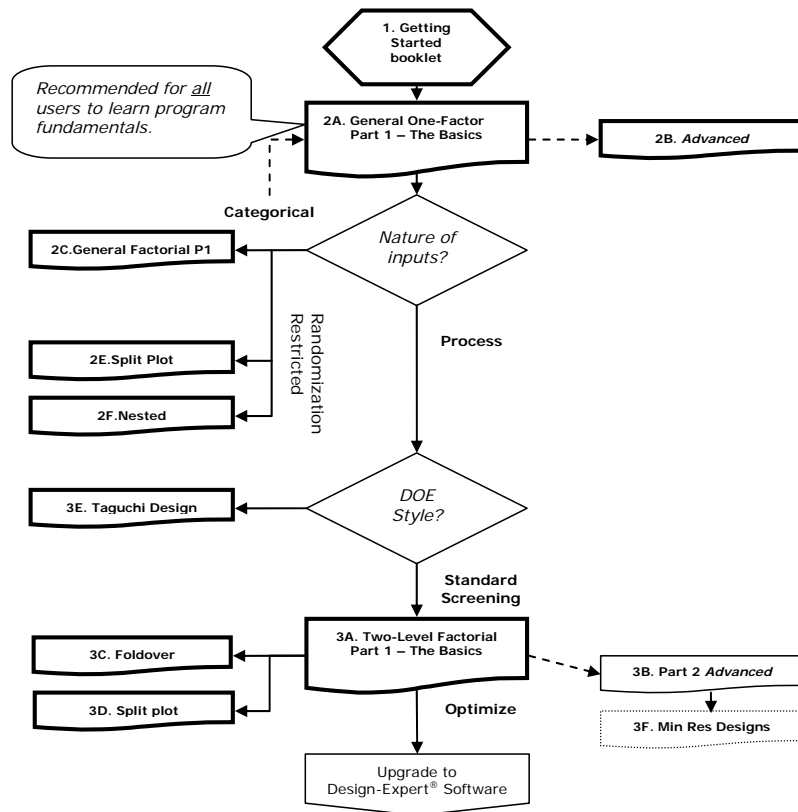 1. Getting
Started
booklet
Recommended for all
users to learn program
fundamentals.
2A. General One-Factor
Part 1 – The Basics
2B. Advanced
Categorical
Nature of
inputs?
2C.General Factorial P1
Randomization
Restricted
Process
2E.Split Plot
2F.Nested
DOE
Style?
3E. Taguchi Design
Standard
Screening
3A. Two-Level Factorial
Part 1 – The Basics
3C. Foldover
3B. Part 2 Advanced
3D. Split plot
Optimize
3F. Min Res Designs
Upgrade to
Design-Expert® Software